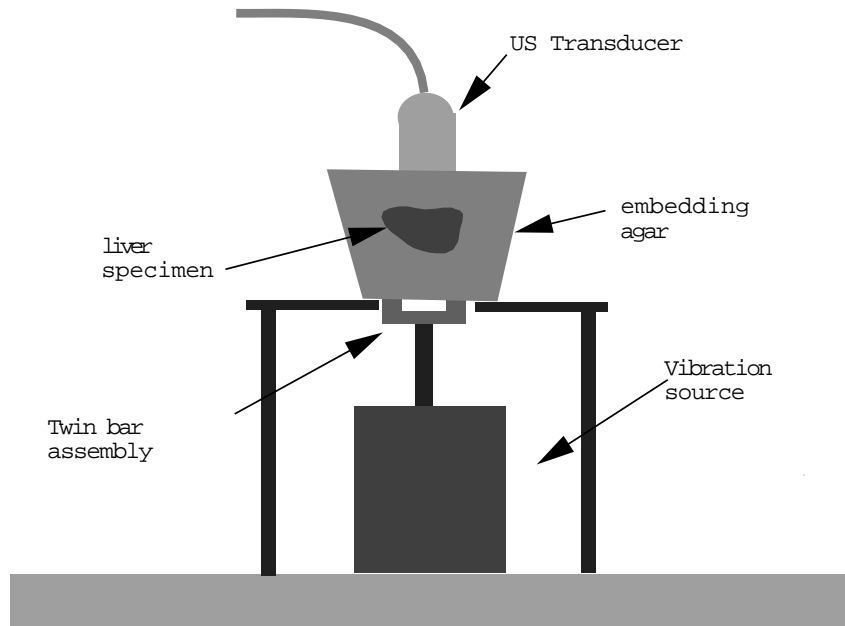 US Transducer
embedding
agar
liver
specimen
Vibration
source
Twin bar
assembly